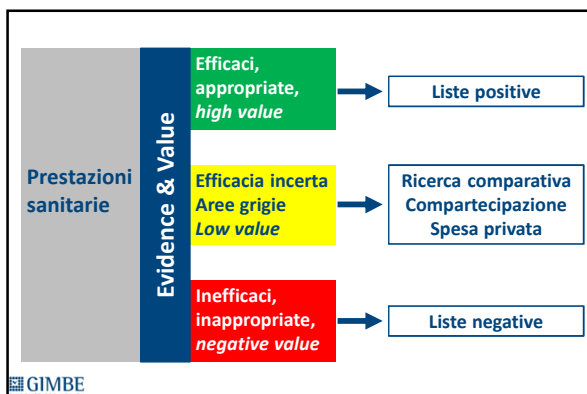 Prestazioni
sanitarie
Evidence & Value
Efficaci,
appropriate,
high value
Liste positive
Efficacia incerta
Aree grigie
Low value
Ricerca comparativa
Compartecipazione
Spesa privata
Inefficaci,
inappropriate,
negative value
Liste negative
GIMBE